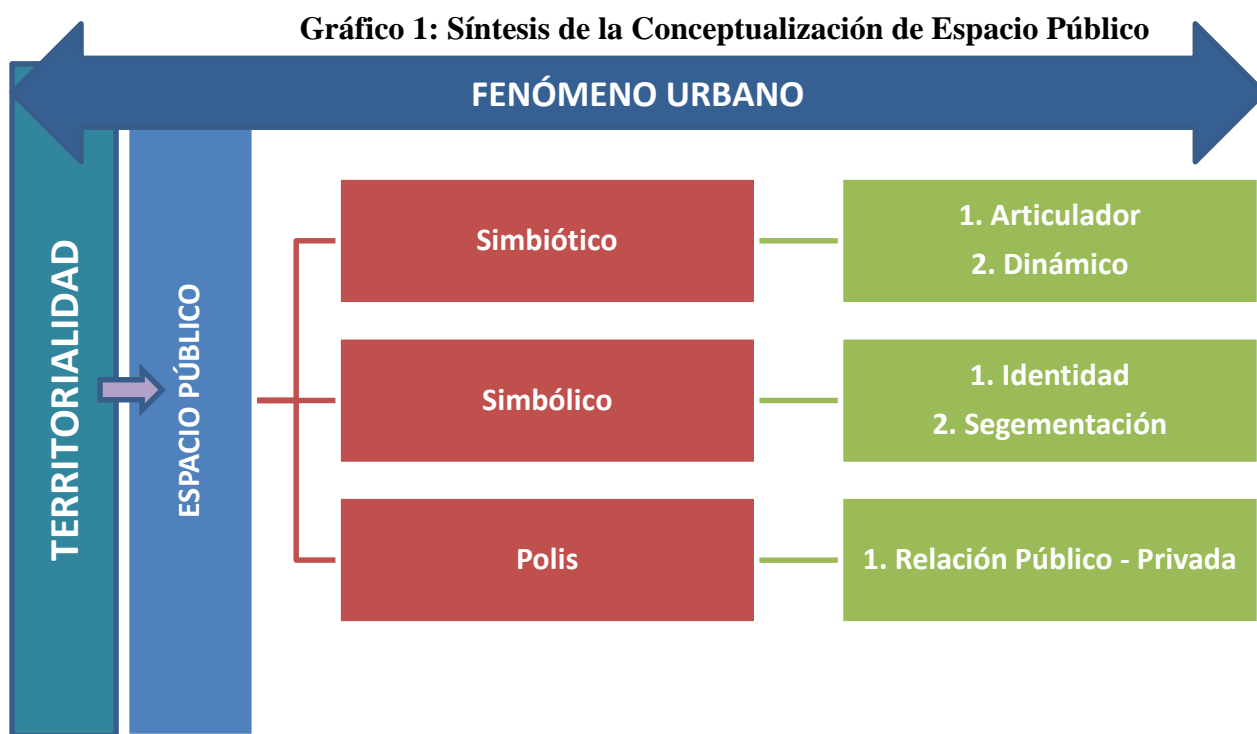 Gráfico 1: Síntesis de la Conceptualización de Espacio Público
FENÓMENO URBANO
TERRITORIALIDAD
ESPACIO PÚBLICO
Simbiótico
1. Articulador
2. Dinámico
Simbólico
1. Identidad
2. Segementación
Polis
1. Relación Público - Privada